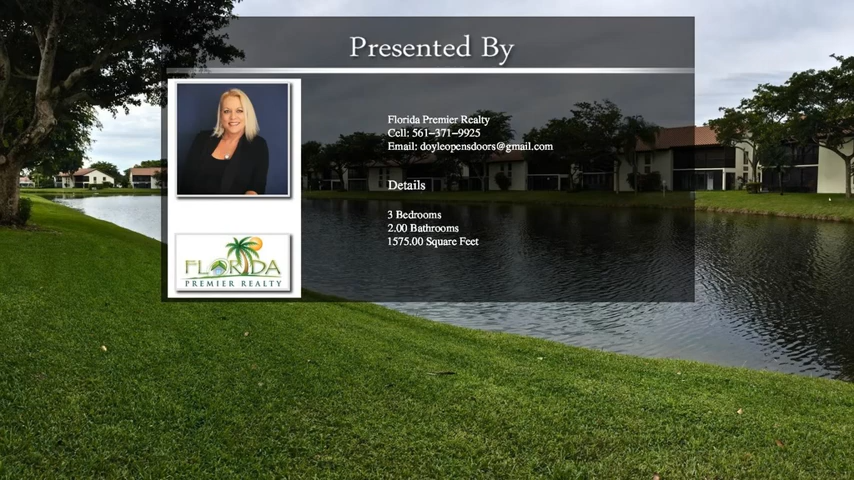 Presented By
Florida Premier Realty
Cell: 561-371-9925
Email: doyleopensdoors@gmail.com
Details
3 Bedrooms
2.00 Bathrooms
1575.00 Square Feet
FLORIDA
PREMIER REALTY